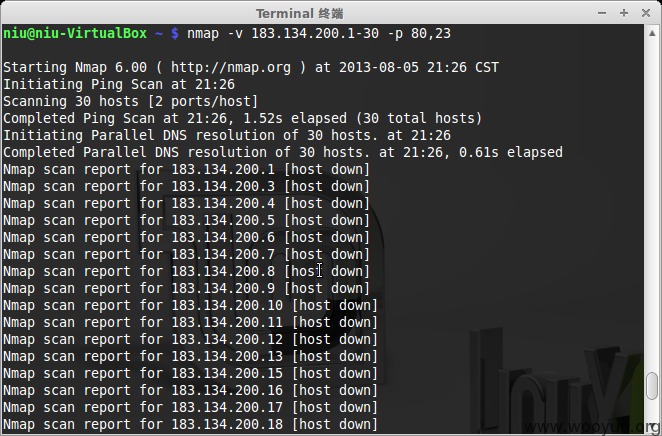 Terminal 终端
niu@niu-VirtualBox ~ $ nmap -v 183.134.200.1-30 -p 80,23
Starting Nmap 6.00 ( http://nmap.org ) at 2013-08-05 21:26 CST
Initiating Ping Scan at 21:26
Scanning 30 hosts [2 ports/host]
Completed Ping Scan at 21:26, 1.52s elapsed (30 total hosts)
Initiating Parallel DNS resolution of 30 hosts. at 21:26
Completed Parallel DNS resolution of 30 hosts. at 21:26, 0.61s elapsed
Nmap scan report for 183.134.200.1 [host down]
Nmap scan report for 183.134.200.3 [host down]
Nmap scan report for 183.134.200.4 [host down]
Nmap scan report for 183.134.200.5 [host down]
Nmap scan report for 183.134.200.6 [host down]
Nmap scan report for 183.134.200.7 [host down]
Nmap scan report for 183.134.200.8 [host down]
Nmap scan report for 183.134.200.9 [host down]
Nmap scan report for 183.134.200.10 [host down]
Nmap scan report for 183.134.200.11 [host down]
Nmap scan report for 183.134.200.12 [host down]
Nmap scan report for 183.134.200.13 [host down]
Nmap scan report for 183.134.200.15 [host down]
Nmap scan report for 183.134.200.16 [host down]
Nmap scan report for 183.134.200.17 [host down]
Nmap scan report for 183.134.200.18 [host down]
www.wooyun.org